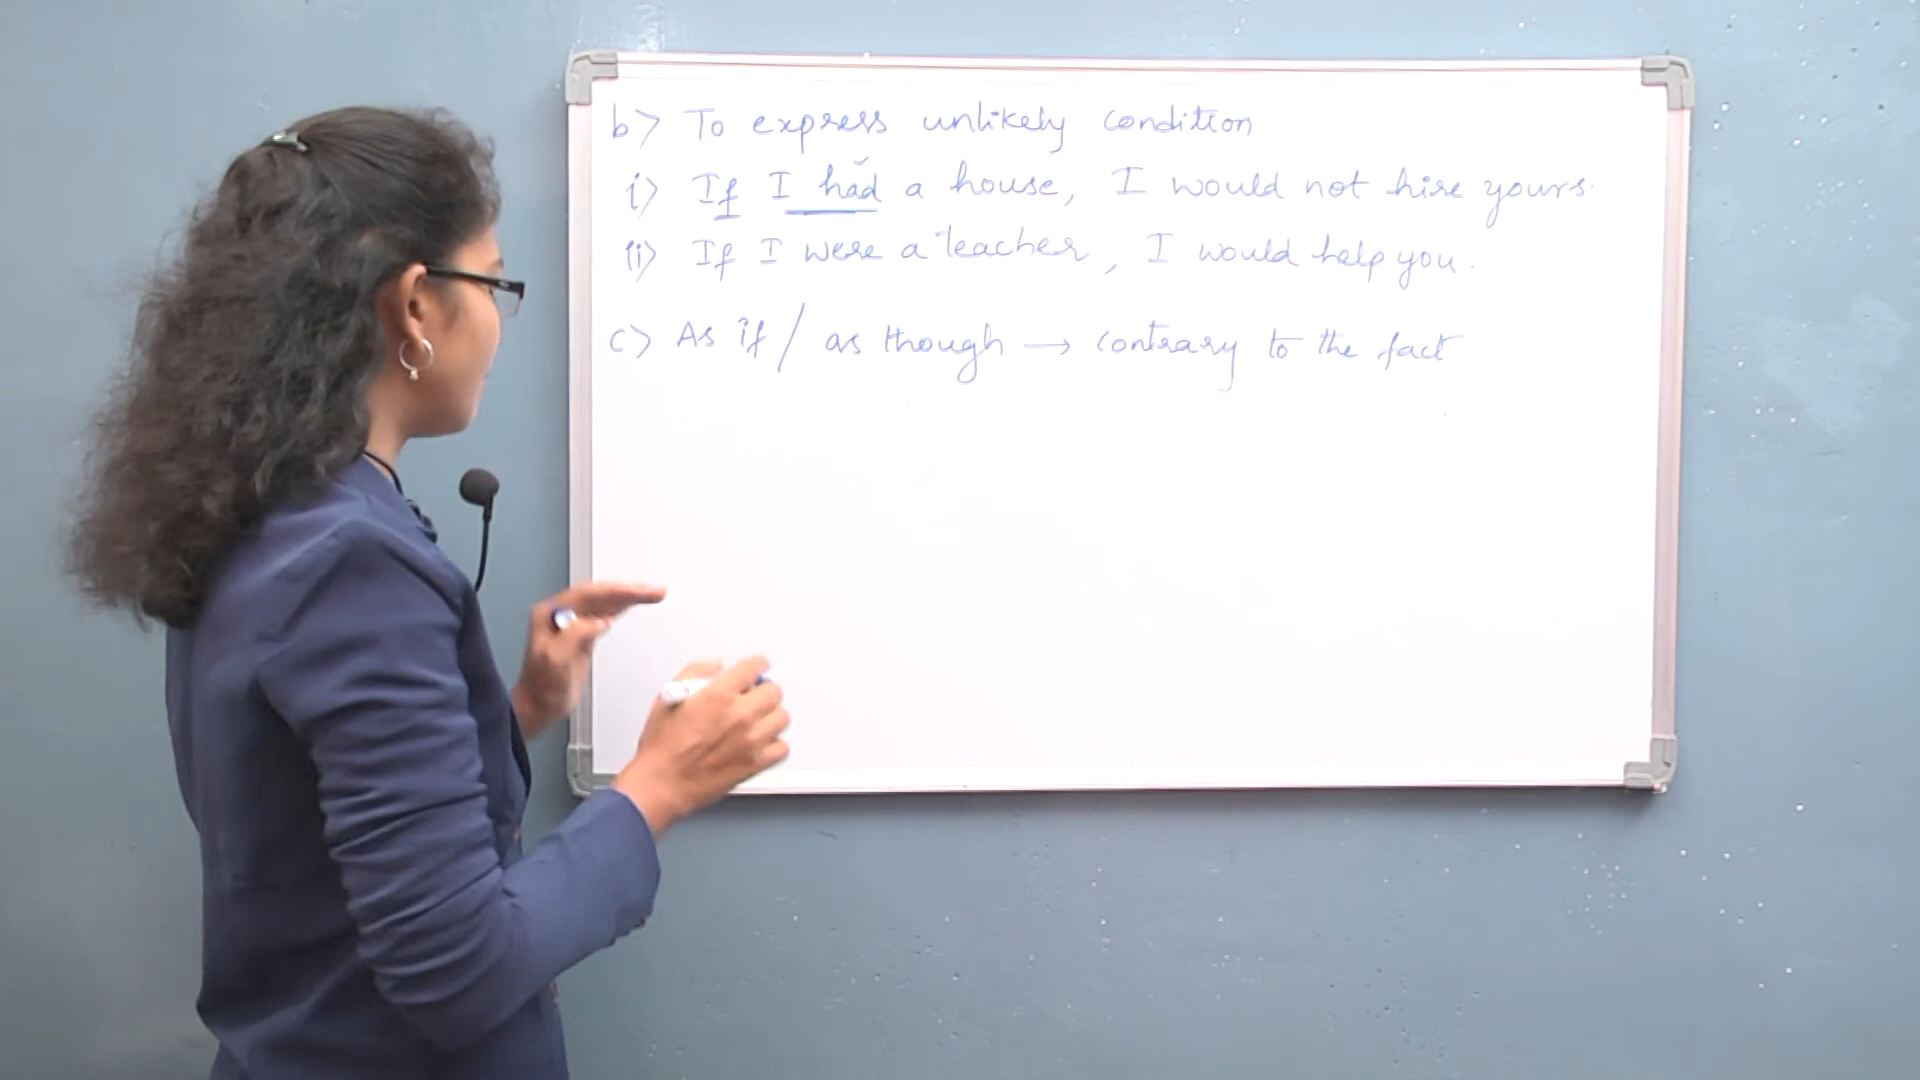 b> To express unlikely condition
i> If I had a house, I would not hire yours.
ii> If I were a teacher, I would help you.
c> As if / as though → contrary to the fact